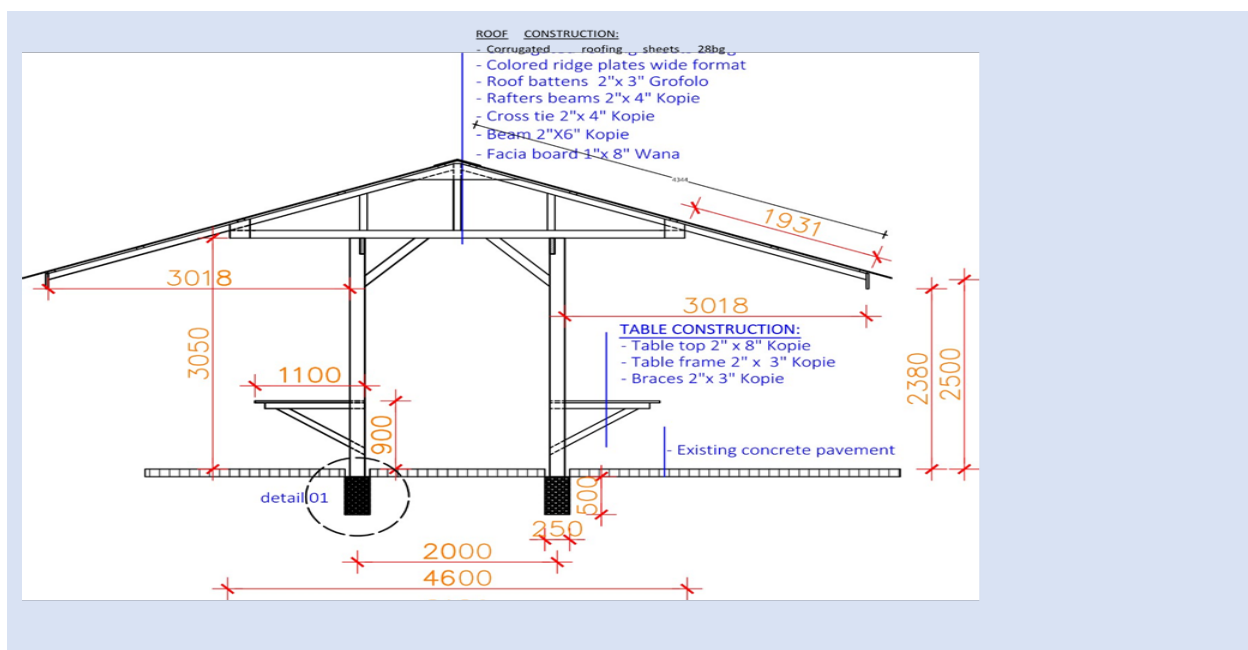 ROOF CONSTRUCTION:
- Corrugated roofing sheets 28bg
- Colored ridge plates wide format
- Roof battens 2"x 3" Grofolo
- Rafters beams 2"x 4" Kopie
- Cross tie 2"x 4" Kopie
- Beam 2"X6" Kopie
- Facia board 1"x 8" Wana
4348
1931
3018
3018
3050
TABLE CONSTRUCTION:
- Table top 2" x 8" Kopie
- Table frame 2" x 3" Kopie
- Braces 2"x 3" Kopie
1100
900
2380
2500
- Existing concrete pavement
detail 01
500
250
2000
4600